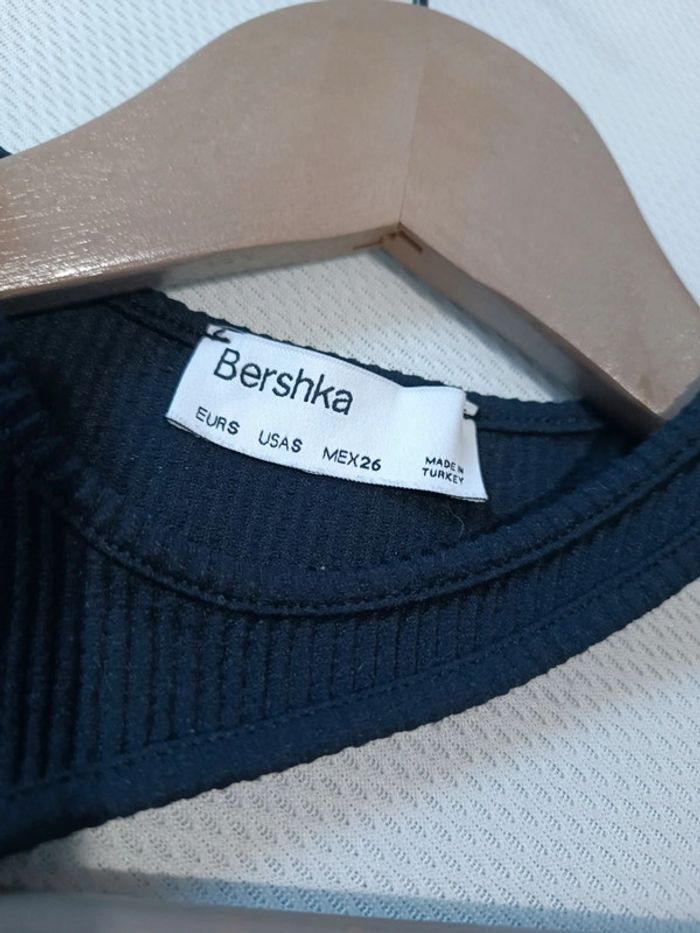 Bershka
EUR S USA S MEX 26
MADE IN
TURKEY